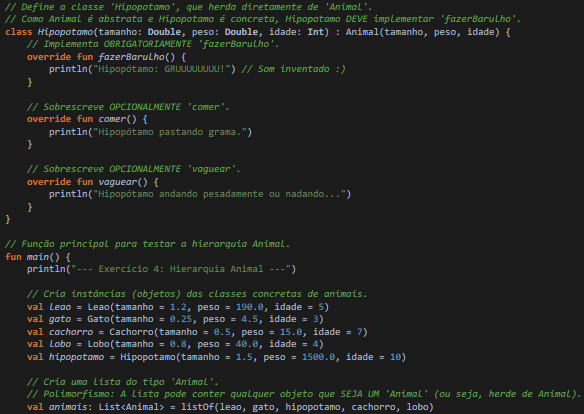 // Define a classe 'Hipopotamo', que herda diretamente de 'Animal'.
// Como Animal é abstrata e Hipopotamo é concreta, Hipopotamo DEVE implementar 'fazerBarulho'.
class Hipopotamo(tamanho: Double, peso: Double, idade: Int) : Animal(tamanho, peso, idade) {
    // Implementa OBRIGATORIAMENTE 'fazerBarulho'.
    override fun fazerBarulho() {
        println("Hipopótamo: GRUUUUUUUU!") // Som inventado :)
    }

    // Sobrescreve OPCIONALMENTE 'comer'.
    override fun comer() {
        println("Hipopótamo pastando grama.")
    }

    // Sobrescreve OPCIONALMENTE 'vaguear'.
    override fun vaguear() {
        println("Hipopótamo andando pesadamente ou nadando...")
    }
}

// Função principal para testar a hierarquia Animal.
fun main() {
    println("--- Exercício 4: Hierarquia Animal ---")

    // Cria instâncias (objetos) das classes concretas de animais.
    val leao = Leao(tamanho = 1.2, peso = 190.0, idade = 5)
    val gato = Gato(tamanho = 0.25, peso = 4.5, idade = 3)
    val cachorro = Cachorro(tamanho = 0.5, peso = 15.0, idade = 7)
    val lobo = Lobo(tamanho = 0.8, peso = 40.0, idade = 4)
    val hipopotamo = Hipopotamo(tamanho = 1.5, peso = 1500.0, idade = 10)

    // Cria uma lista do tipo 'Animal'.
    // Polimorfismo: A lista pode conter qualquer objeto que SEJA UM 'Animal' (ou seja, herde de Animal).
    val animais: List<Animal> = listOf(leao, gato, hipopotamo, cachorro, lobo)